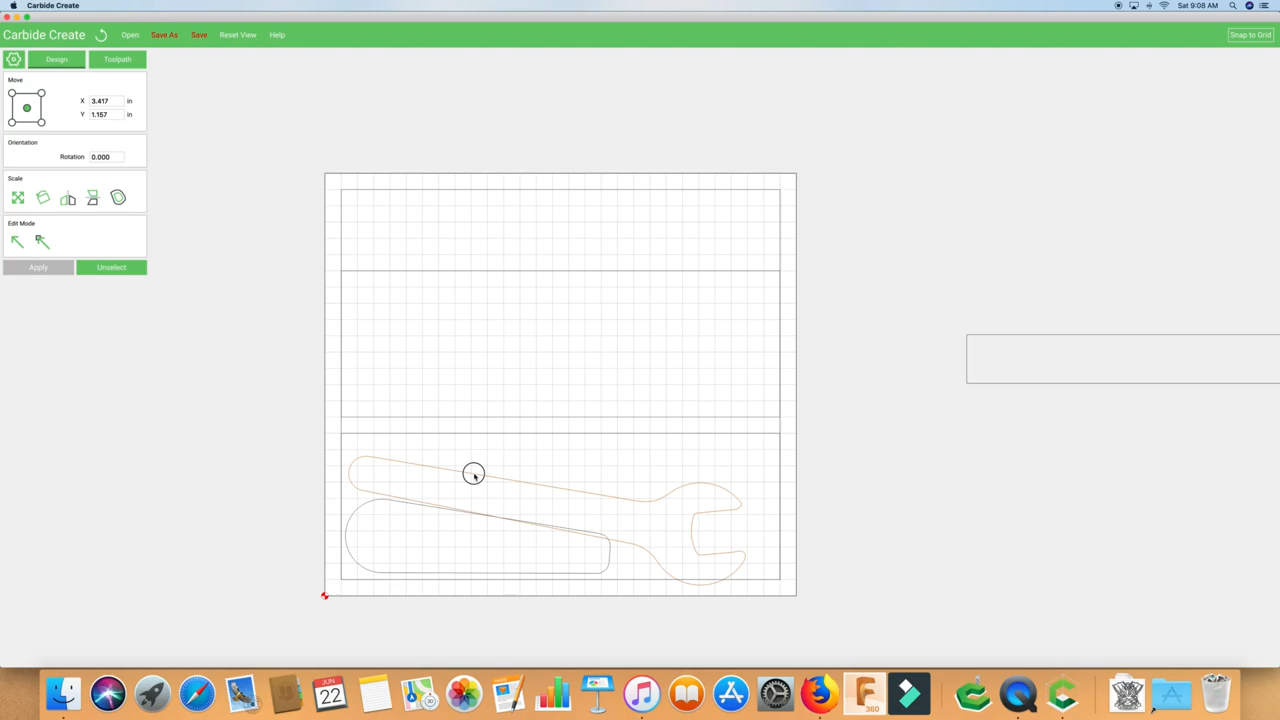 Carbide Create
Sat 9:08 AM
Carbide Create
Open
Save As
Save
Reset View
Help
Snap to Grid
Design
Toolpath
Move
X 3.417 in
Y 1.157 in
Orientation
Rotation 0.000
Scale
Edit Mode
Apply
Unselect
JUN
22
360